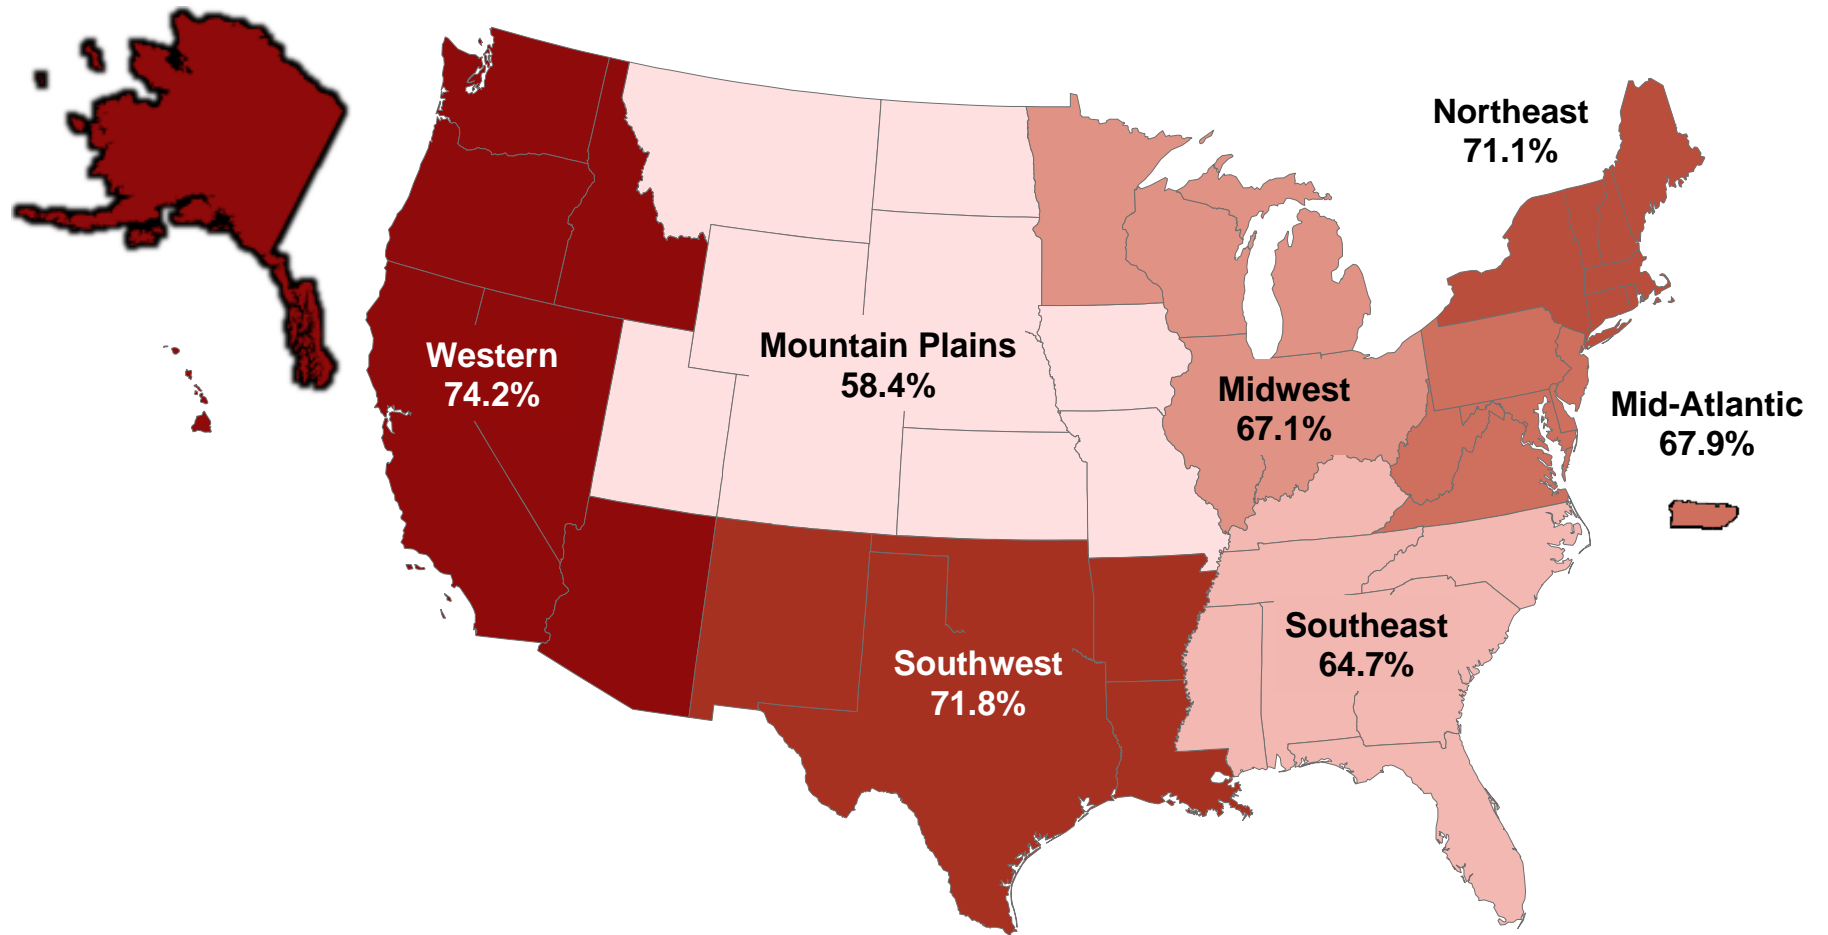 Northeast
71.1%
Western
74.2%
Mountain Plains
58.4%
Midwest
67.1%
Mid-Atlantic
67.9%
Southeast
64.7%
Southwest
71.8%